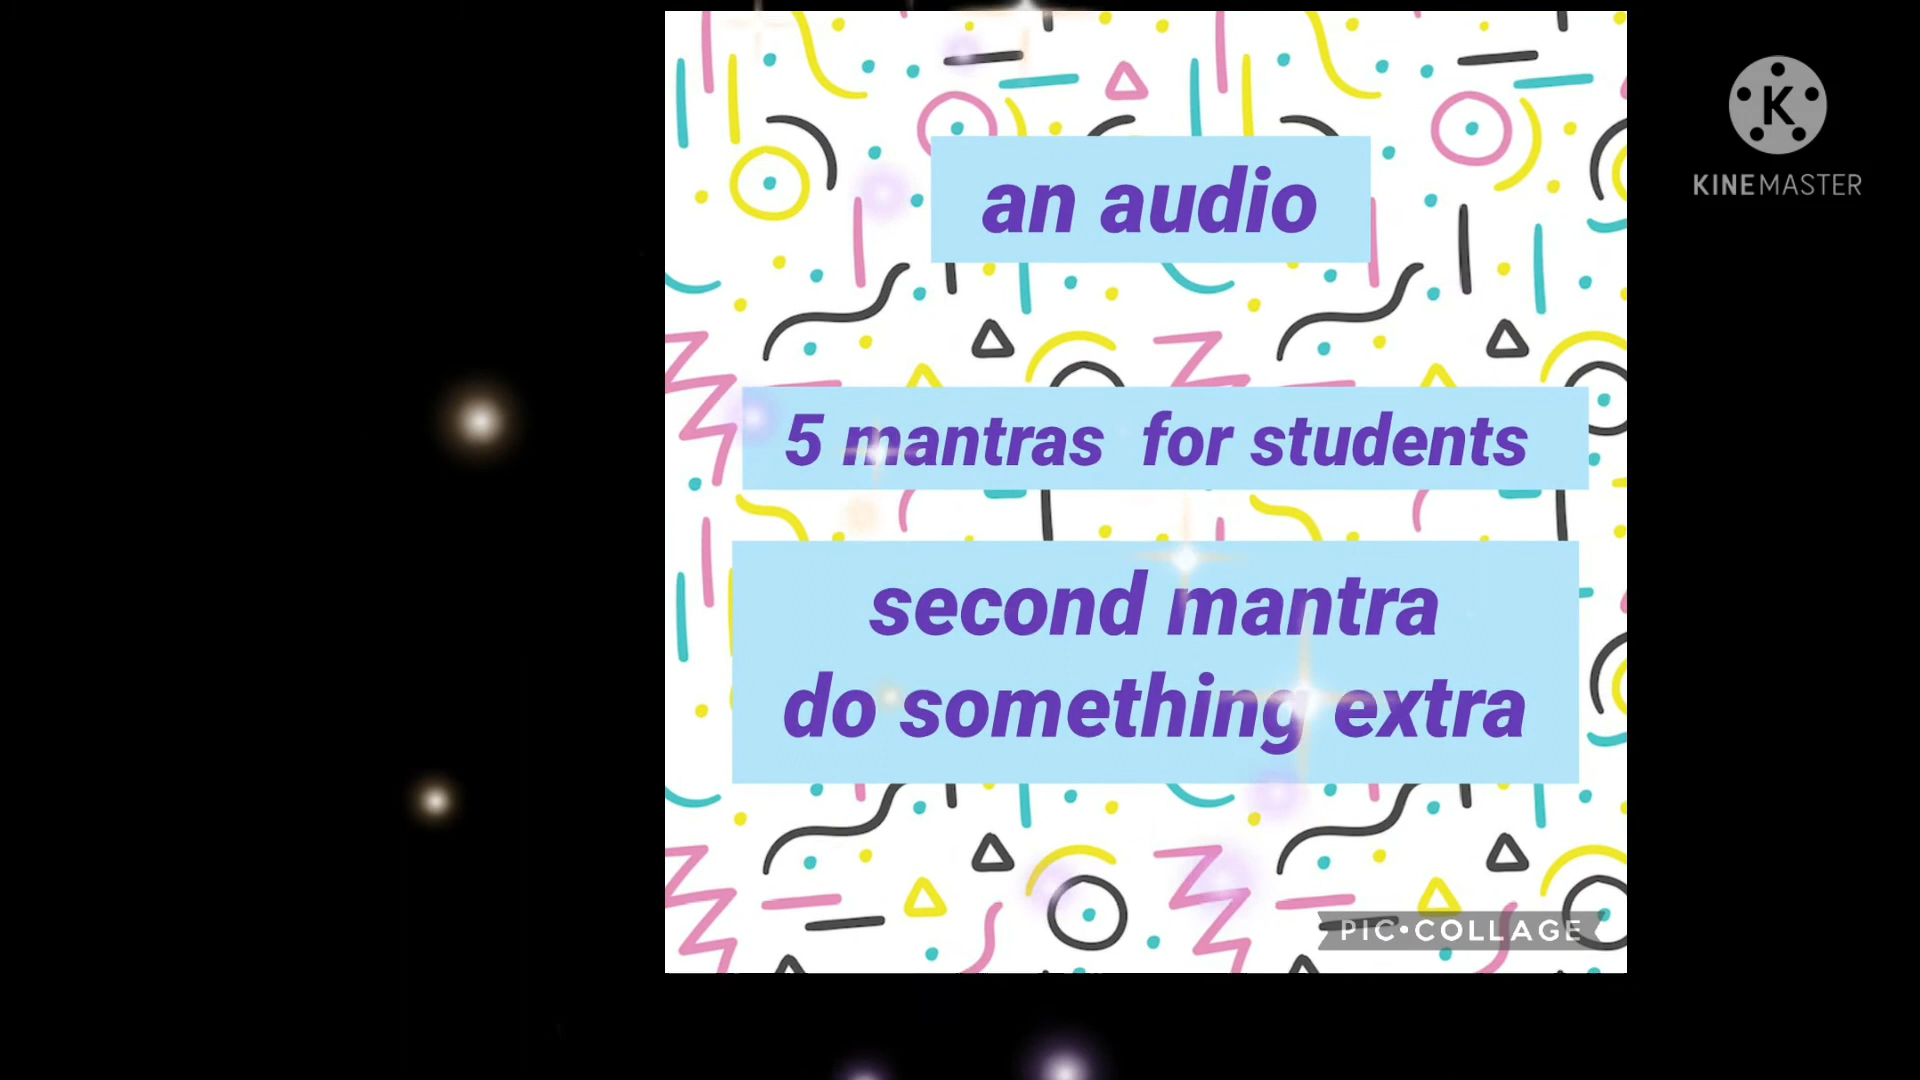 an audio
5 mantras for students
second mantra
do something extra
PIC•COLLAGE
K
KINEMASTER